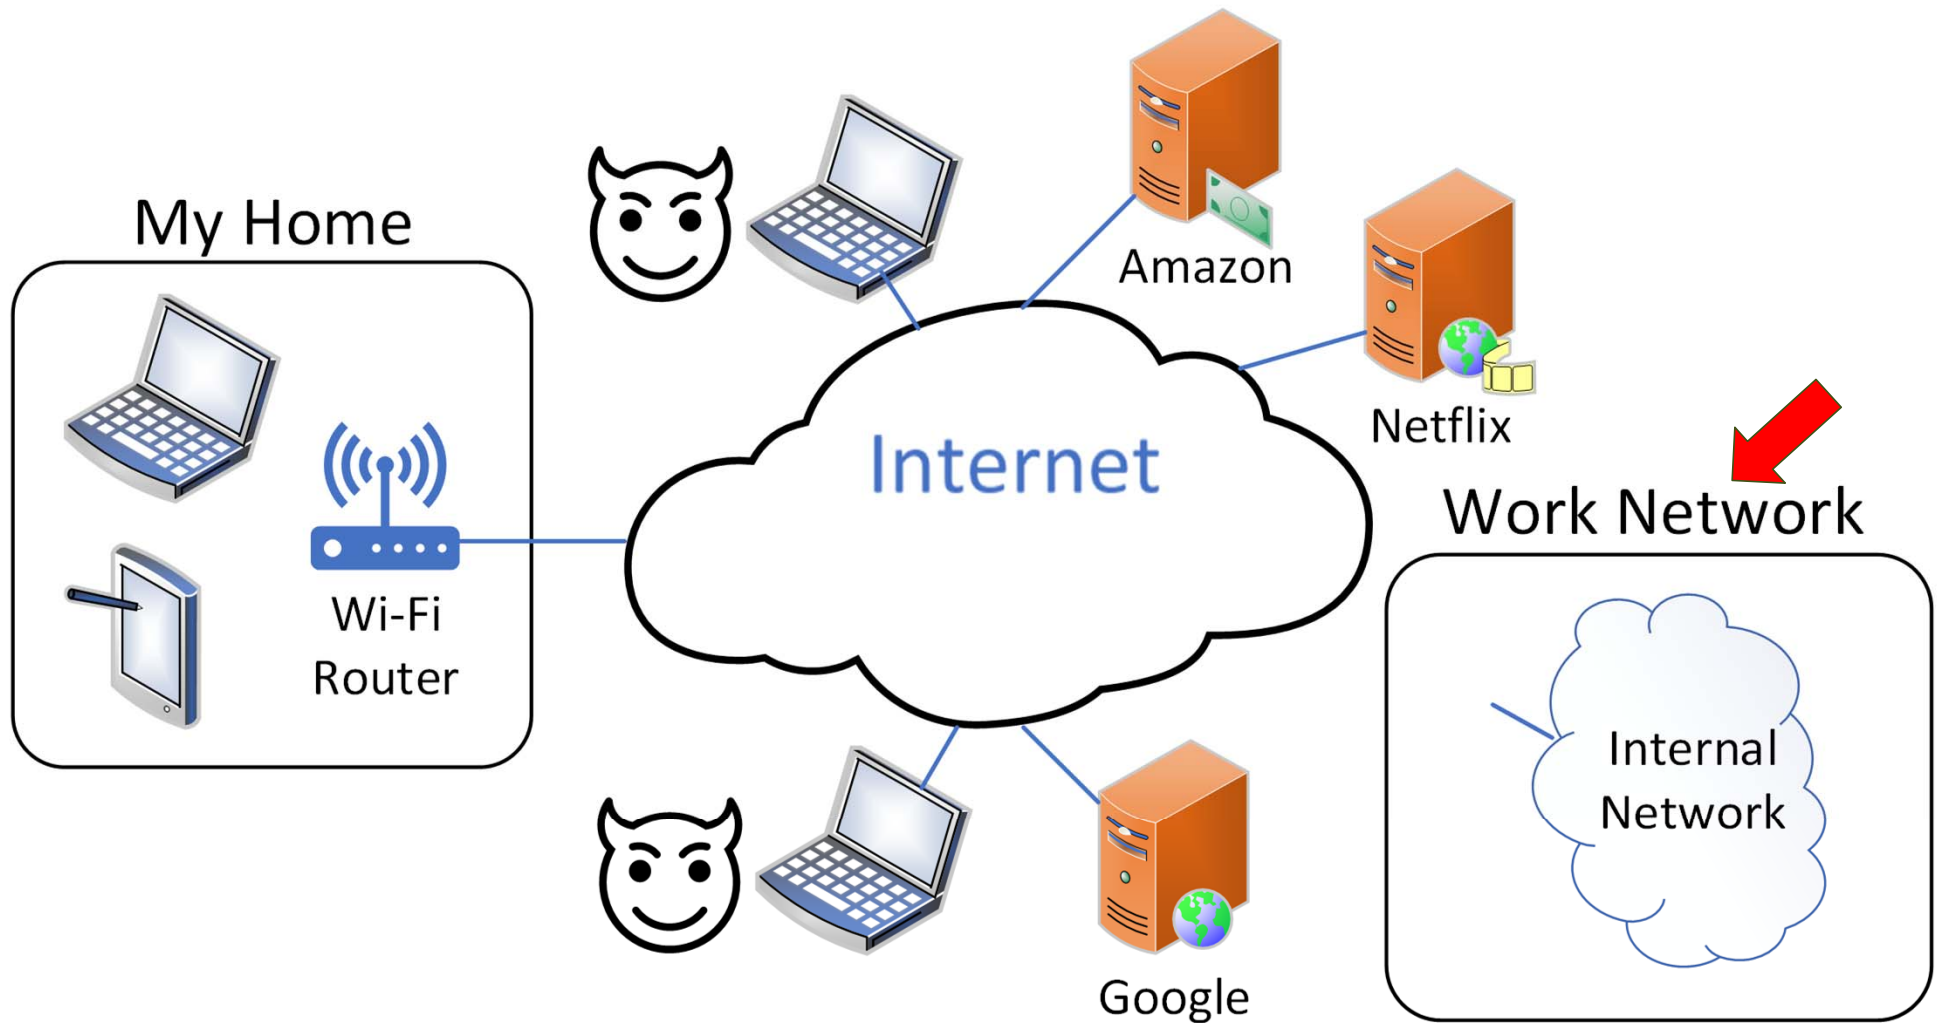 My Home
Wi-Fi
Router
Internet
Amazon
Netflix
Google
Work Network
Internal
Network